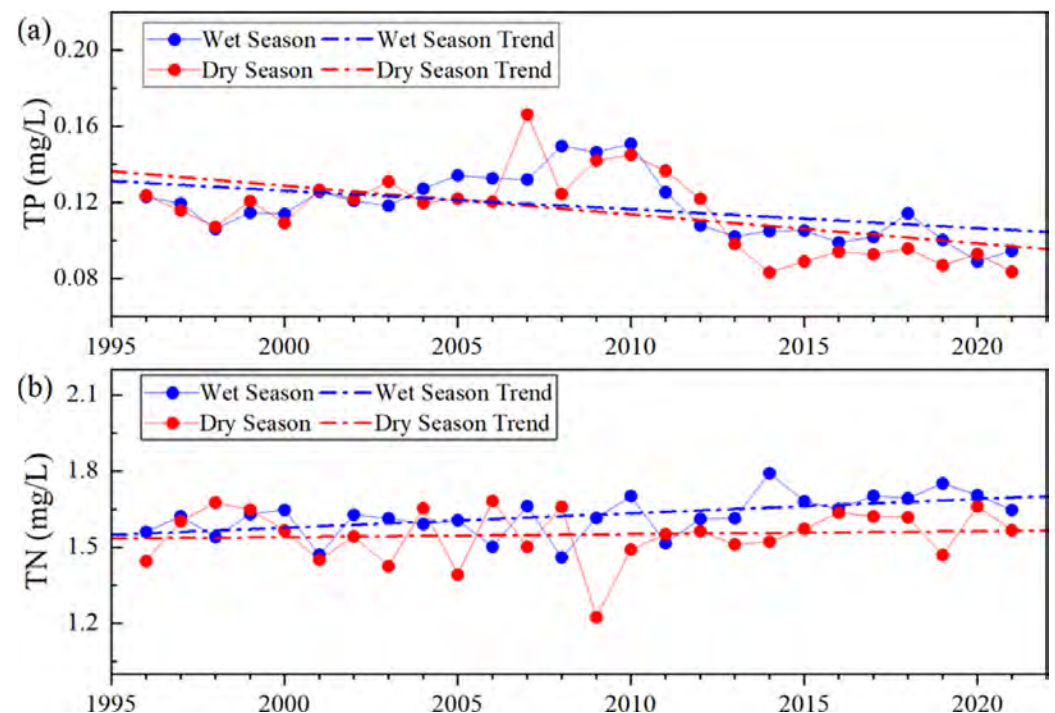 (a)
Wet Season Wet Season Trend
Dry Season Dry Season Trend
TP (mg/L)
0.20
0.16
0.12
0.08
1995 2000 2005 2010 2015 2020
(b)
Wet Season Wet Season Trend
Dry Season Dry Season Trend
TN (mg/L)
2.1
1.8
1.5
1.2
1995 2000 2005 2010 2015 2020